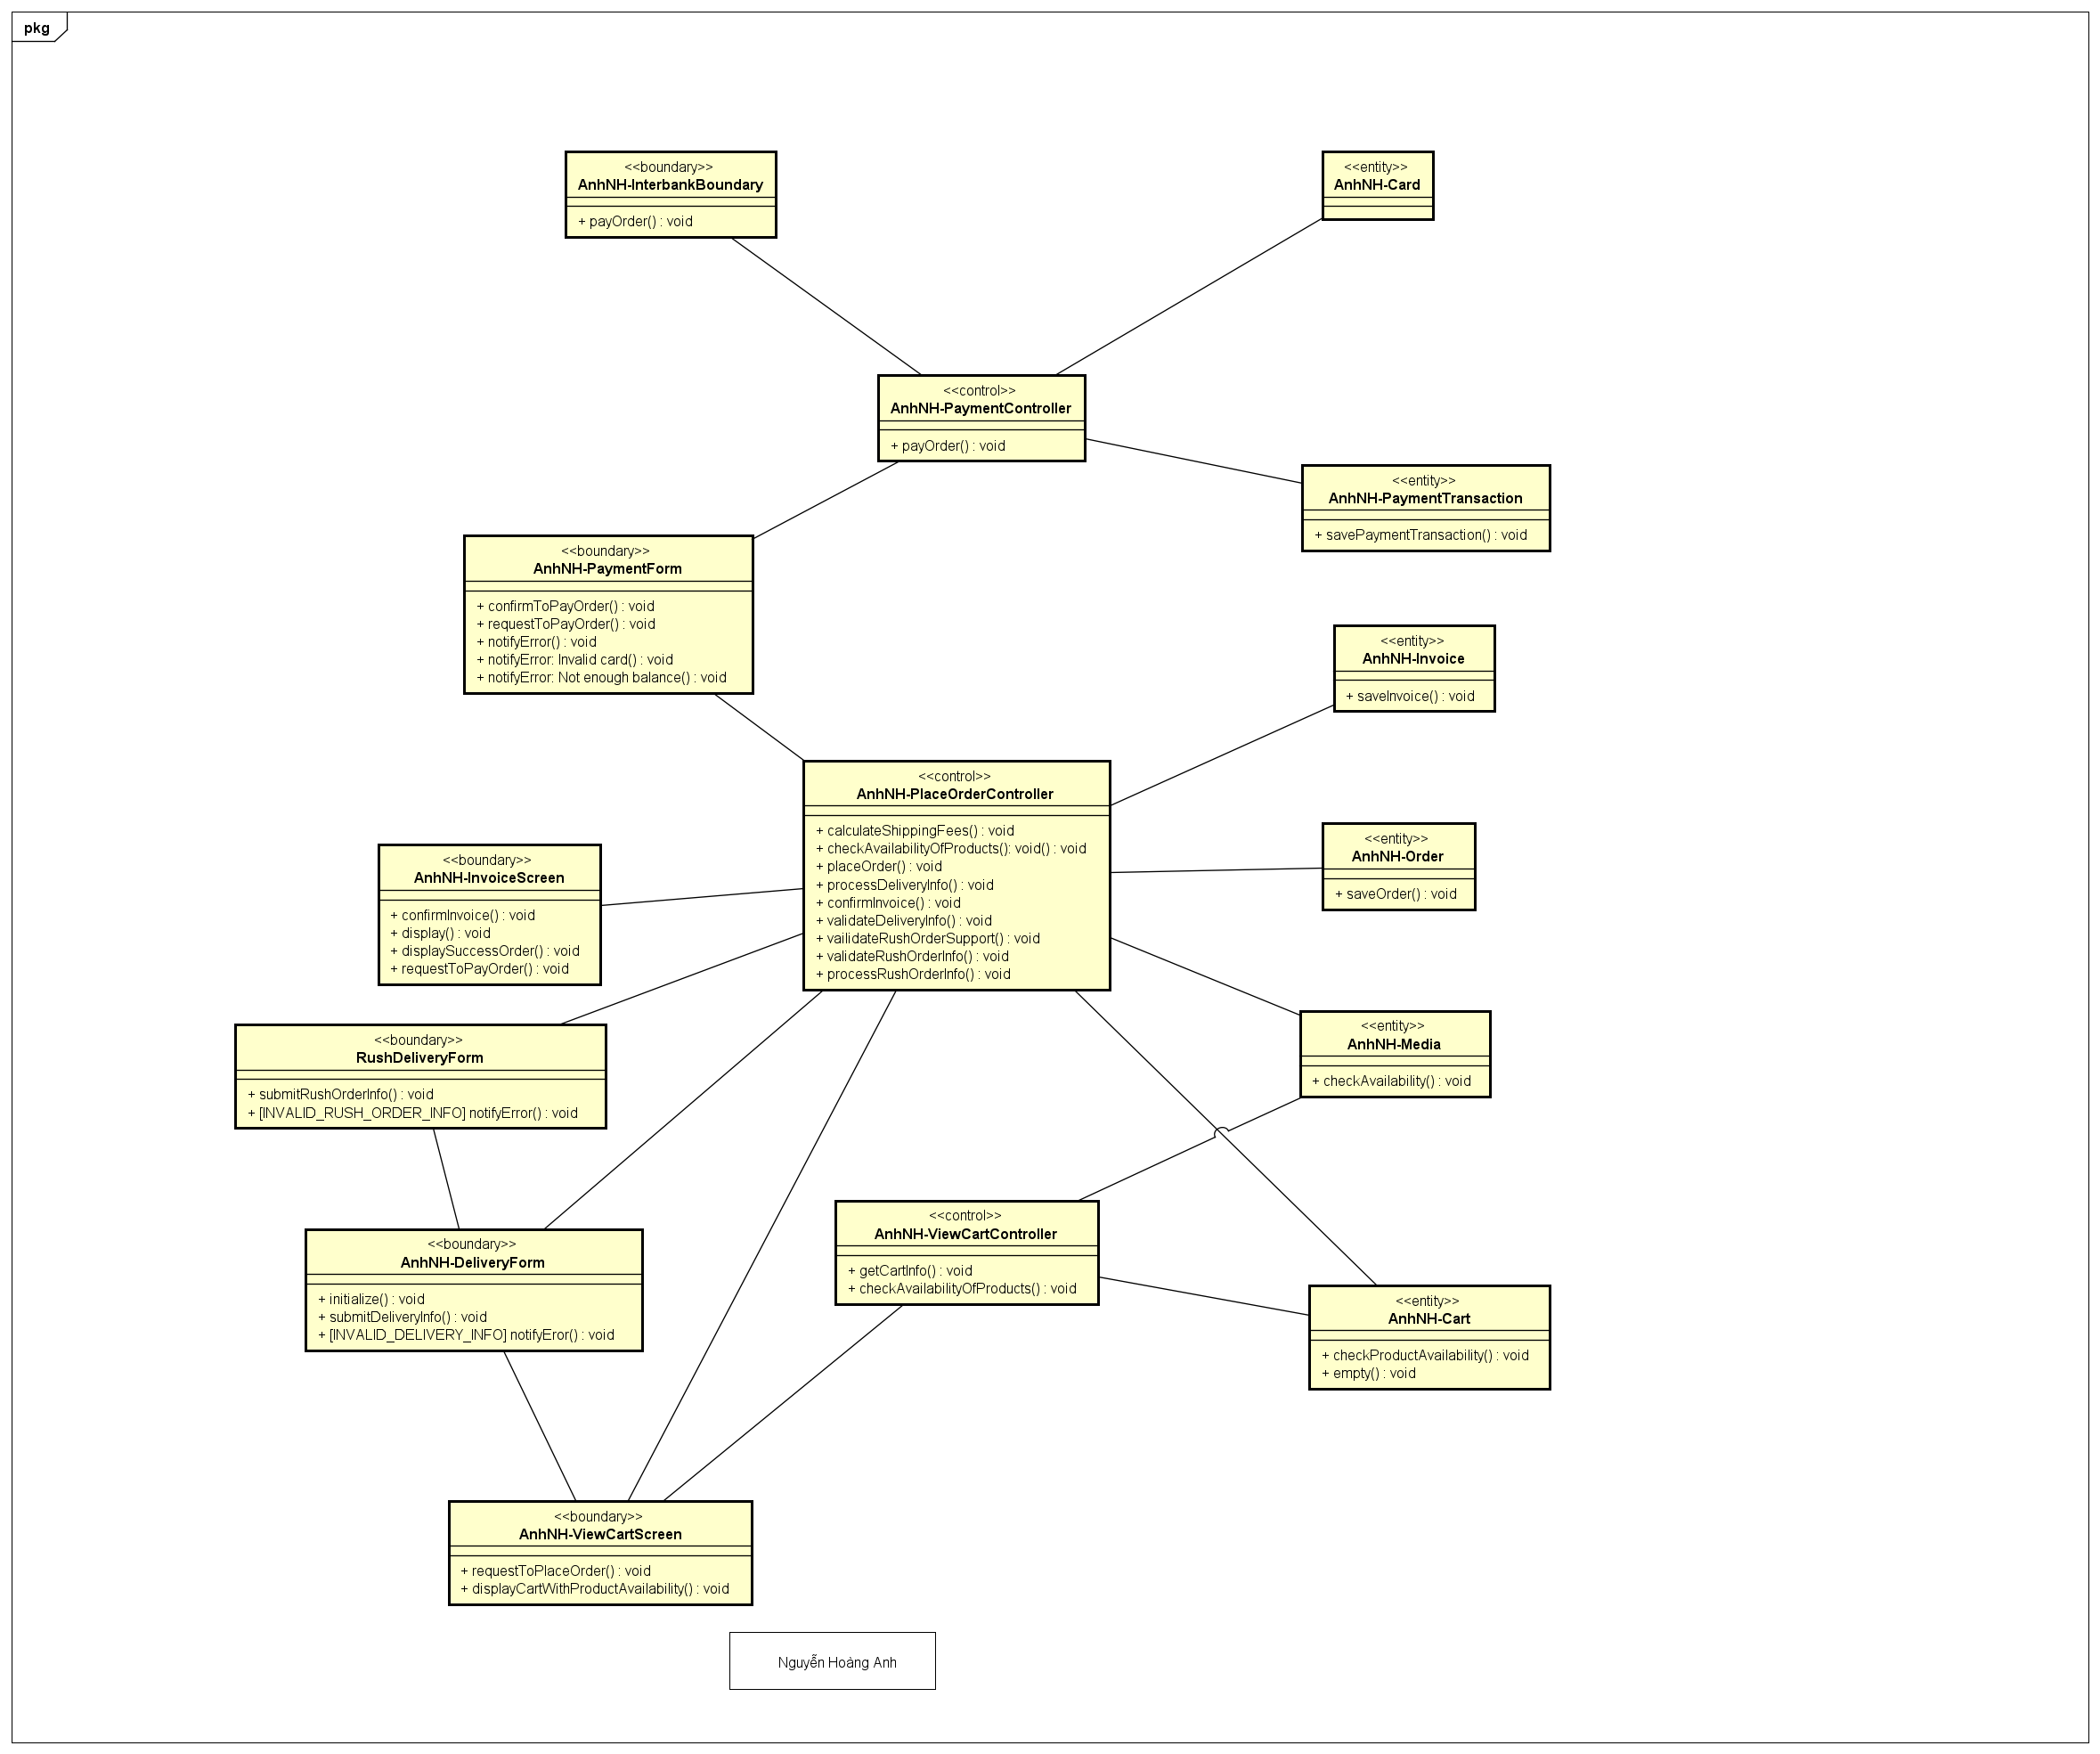 pkg
<<boundary>>
AnhNH-InterbankBoundary
+ payOrder() : void
<<entity>>
AnhNH-Card
<<control>>
AnhNH-PaymentController
+ payOrder() : void
<<entity>>
AnhNH-PaymentTransaction
+ savePaymentTransaction() : void
<<boundary>>
AnhNH-PaymentForm
+ confirmToPayOrder() : void
+ requestToPayOrder() : void
+ notifyError() : void
+ notifyError: Invalid card() : void
+ notifyError: Not enough balance() : void
<<entity>>
AnhNH-Invoice
+ saveInvoice() : void
<<control>>
AnhNH-PlaceOrderController
+ calculateShippingFees() : void
+ checkAvailabilityOfProducts(): void() : void
+ placeOrder() : void
+ processDeliveryInfo() : void
+ confirmInvoice() : void
+ validateDeliveryInfo() : void
+ vailidateRushOrderSupport() : void
+ validateRushOrderInfo() : void
+ processRushOrderInfo() : void
<<entity>>
AnhNH-Order
+ saveOrder() : void
<<boundary>>
AnhNH-InvoiceScreen
+ confirmInvoice() : void
+ display() : void
+ displaySuccessOrder() : void
+ requestToPayOrder() : void
<<entity>>
AnhNH-Media
+ checkAvailability() : void
<<boundary>>
RushDeliveryForm
+ submitRushOrderInfo() : void
+ [INVALID_RUSH_ORDER_INFO] notifyError() : void
<<control>>
AnhNH-ViewCartController
+ getCartInfo() : void
+ checkAvailabilityOfProducts() : void
<<boundary>>
AnhNH-DeliveryForm
+ initialize() : void
+ submitDeliveryInfo() : void
+ [INVALID_DELIVERY_INFO] notifyEror() : void
<<entity>>
AnhNH-Cart
+ checkProductAvailability() : void
+ empty() : void
<<boundary>>
AnhNH-ViewCartScreen
+ requestToPlaceOrder() : void
+ displayCartWithProductAvailability() : void
Nguyễn Hoàng Anh